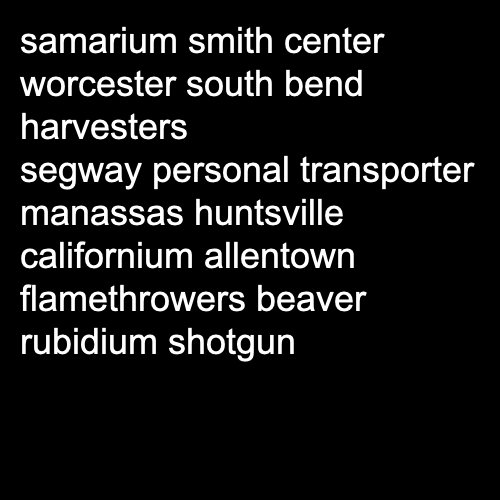 samarium smith center
worcester south bend
harvesters
segway personal transporter
manassas huntsville
californium allentown
flamethrowers beaver
rubidium shotgun